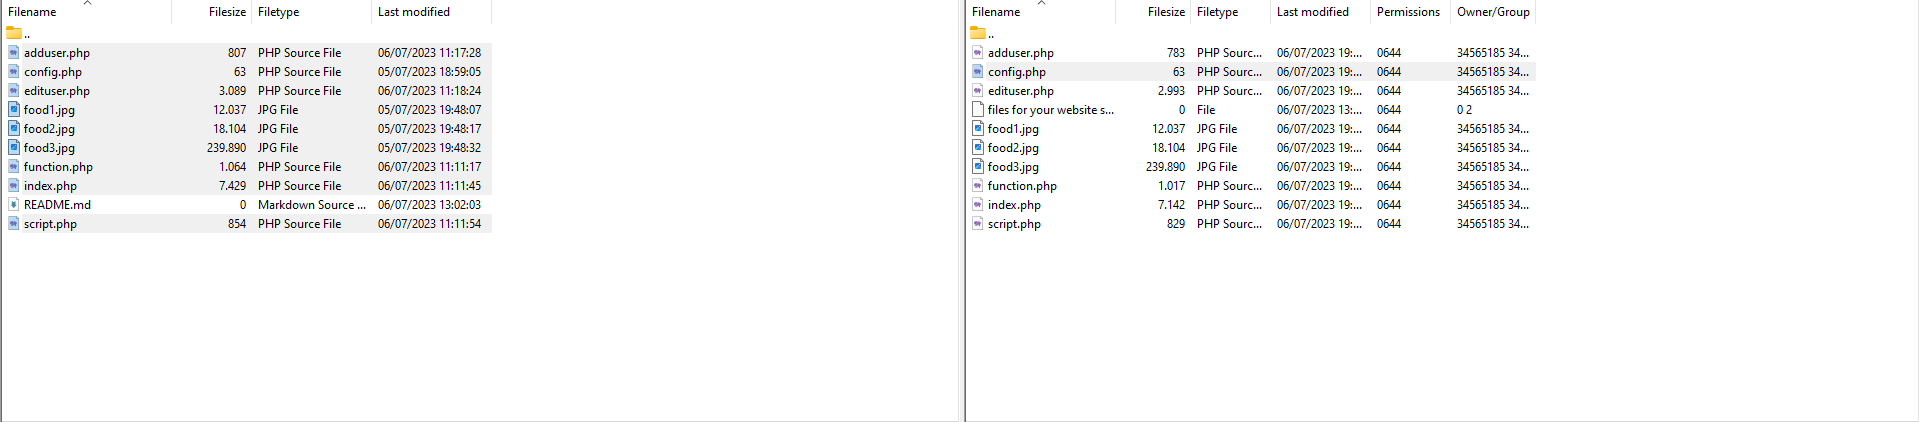 Filename Filesize Filetype Last modified
..
adduser.php 807 PHP Source File 06/07/2023 11:17:28
config.php 63 PHP Source File 05/07/2023 18:59:05
edituser.php 3.089 PHP Source File 06/07/2023 11:18:24
food1.jpg 12.037 JPG File 05/07/2023 19:48:07
food2.jpg 18.104 JPG File 05/07/2023 19:48:17
food3.jpg 239.890 JPG File 05/07/2023 19:48:32
function.php 1.064 PHP Source File 06/07/2023 11:11:17
index.php 7.429 PHP Source File 06/07/2023 11:11:45
README.md 0 Markdown Source ... 06/07/2023 13:02:03
script.php 854 PHP Source File 06/07/2023 11:11:54
Filename Filesize Filetype Last modified Permissions Owner/Group
..
adduser.php 783 PHP Sourc... 06/07/2023 19:... 0644 34565185 34...
config.php 63 PHP Sourc... 06/07/2023 19:... 0644 34565185 34...
edituser.php 2.993 PHP Sourc... 06/07/2023 19:... 0644 34565185 34...
files for your website s... 0 File 06/07/2023 13:... 0644 0 2
food1.jpg 12.037 JPG File 06/07/2023 19:... 0644 34565185 34...
food2.jpg 18.104 JPG File 06/07/2023 19:... 0644 34565185 34...
food3.jpg 239.890 JPG File 06/07/2023 19:... 0644 34565185 34...
function.php 1.017 PHP Sourc... 06/07/2023 19:... 0644 34565185 34...
index.php 7.142 PHP Sourc... 06/07/2023 19:... 0644 34565185 34...
script.php 829 PHP Sourc... 06/07/2023 19:... 0644 34565185 34...